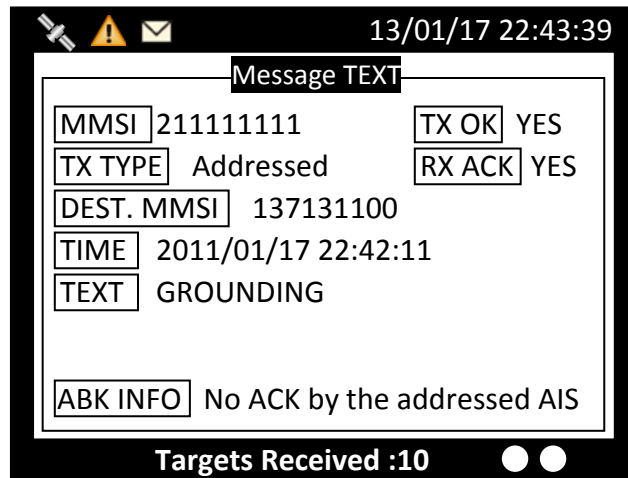 13/01/17 22:43:39
Message TEXT
MMSI 211111111 TX OK YES
TX TYPE Addressed RX ACK YES
DEST. MMSI 137131100
TIME 2011/01/17 22:42:11
TEXT GROUNDING
ABK INFO No ACK by the addressed AIS
Targets Received :10